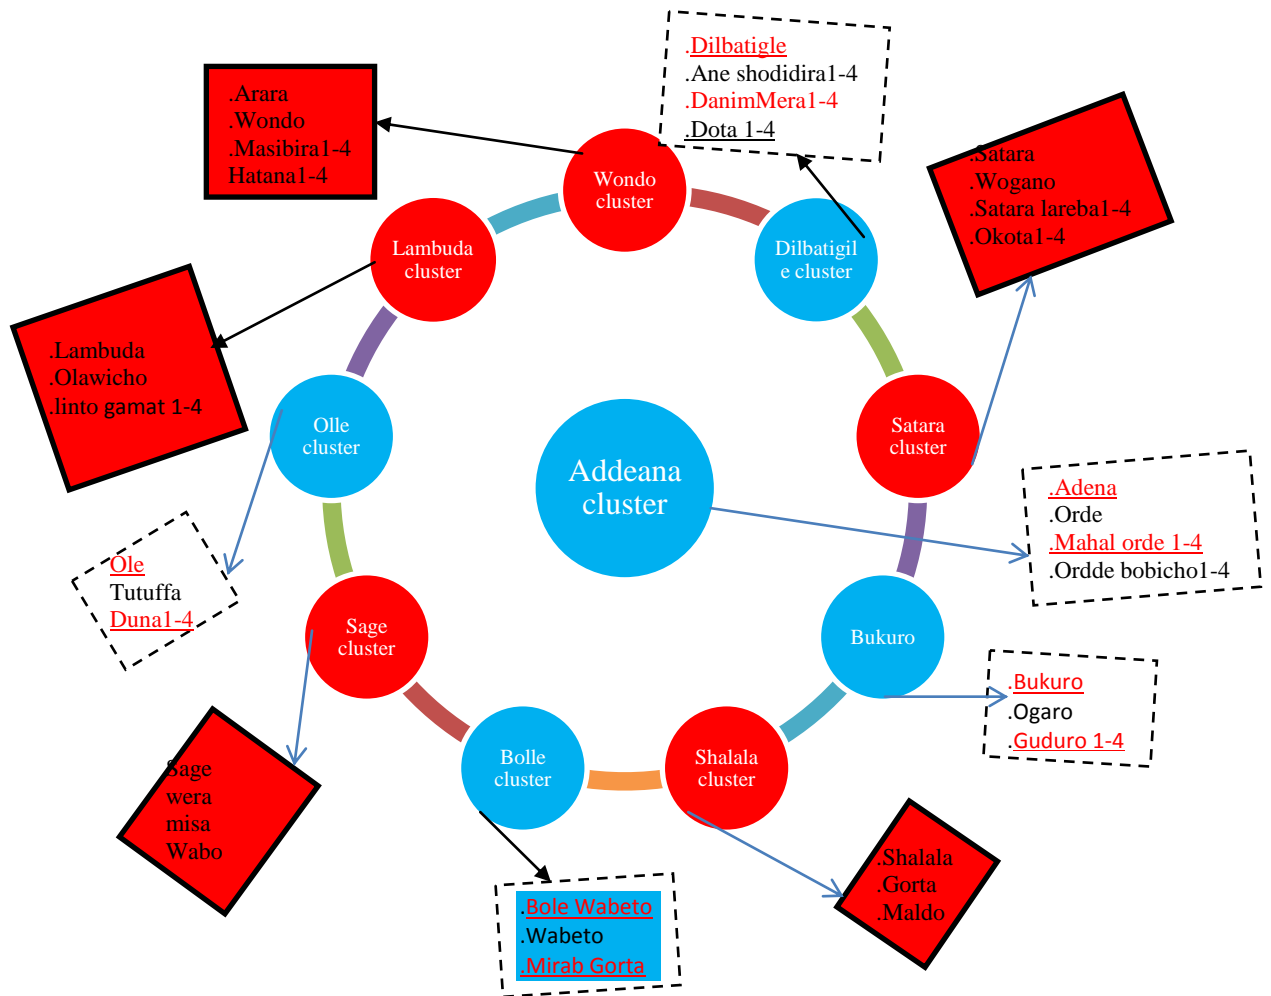 .Dilbatigle
.Ane shodidira1-4
.DanimMera1-4
.Dota 1-4
.Arara
.Wondo
.Masibira1-4
Hatana1-4
Wondo
cluster
.Satara
.Wogano
.Satara lareba1-4
.Okota1-4
Lambuda
cluster
Dilbatigil
e cluster
.Lambuda
.Olawicho
.linto gamat 1-4
Olle
cluster
Satara
cluster
Addeana
cluster
.Adena
.Orde
.Mahal orde 1-4
.Ordde bobicho1-4
Ole
Tutuffa
Duna1-4
Sage
cluster
Bukuro
.Bukuro
.Ogaro
.Guduro 1-4
Bolle
cluster
Shalala
cluster
Sage
wera
misa
Wabo
.Shalala
.Gorta
.Maldo
.Bole Wabeto
.Wabeto
.Mirab Gorta